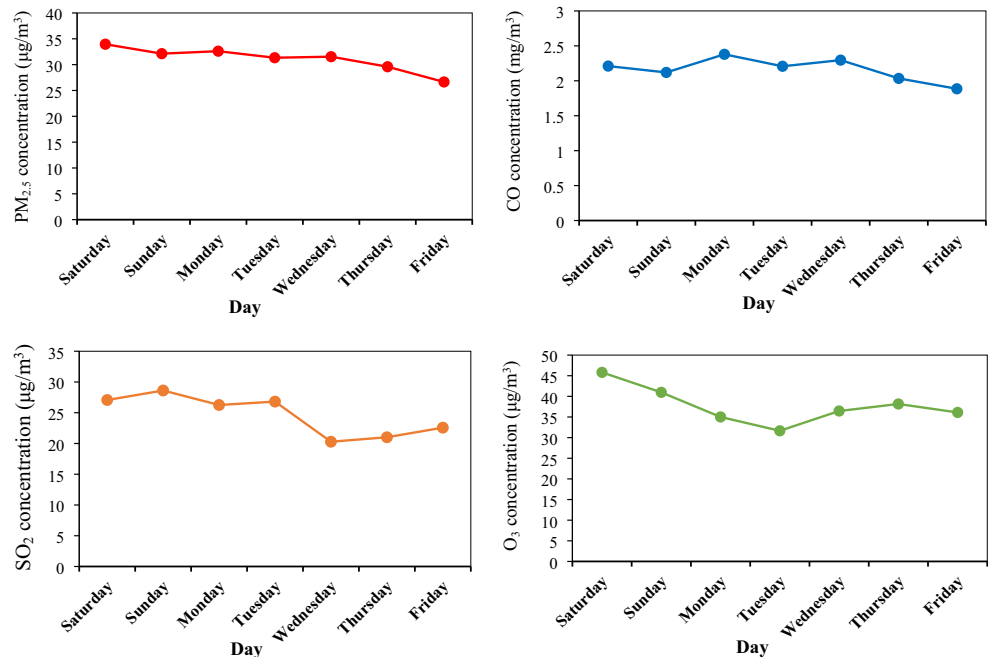 PM2.5 concentration (µg/m³)
40
35
30
25
20
15
10
5
0
Saturday
Sunday
Monday
Tuesday
Wednesday
Thursday
Friday
Day
CO concentration (mg/m³)
3
2.5
2
1.5
1
0.5
0
Saturday
Sunday
Monday
Tuesday
Wednesday
Thursday
Friday
Day
SO2 concentration (µg/m³)
35
30
25
20
15
10
5
0
Saturday
Sunday
Monday
Tuesday
Wednesday
Thursday
Friday
Day
O3 concentration (µg/m³)
50
45
40
35
30
25
20
15
10
5
0
Saturday
Sunday
Monday
Tuesday
Wednesday
Thursday
Friday
Day